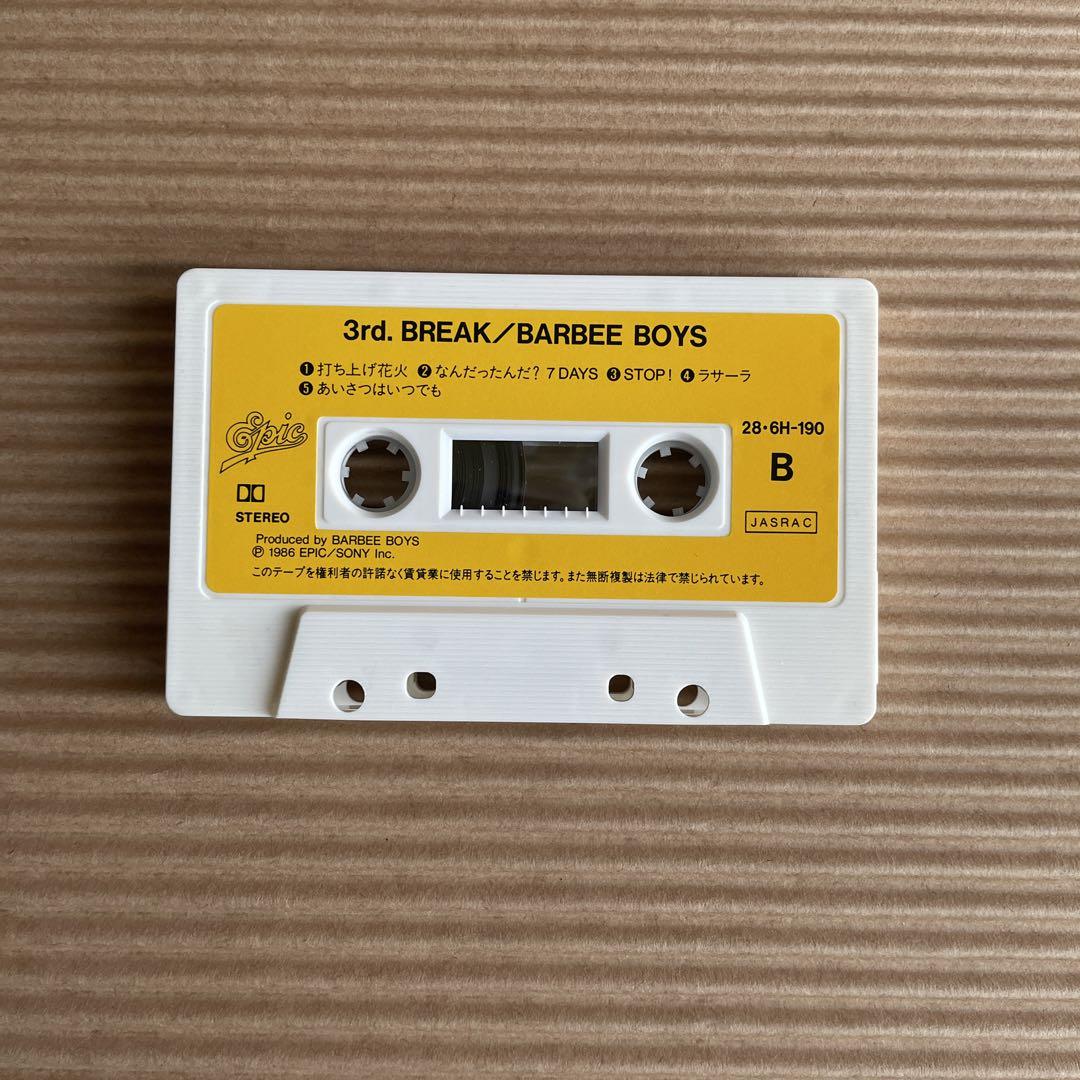 3rd. BREAK／BARBEE BOYS
❶打ち上げ花火 ❷なんだったんだ？ 7 DAYS ❸STOP！ ❹ラサーラ
❺あいさつはいつでも
Epic
28・6H-190
B
STEREO
JASRAC
Produced by BARBEE BOYS
Ⓟ 1986 EPIC／SONY Inc.
このテープを権利者の許諾なく賃貸業に使用することを禁じます。また無断複製は法律で禁じられています。